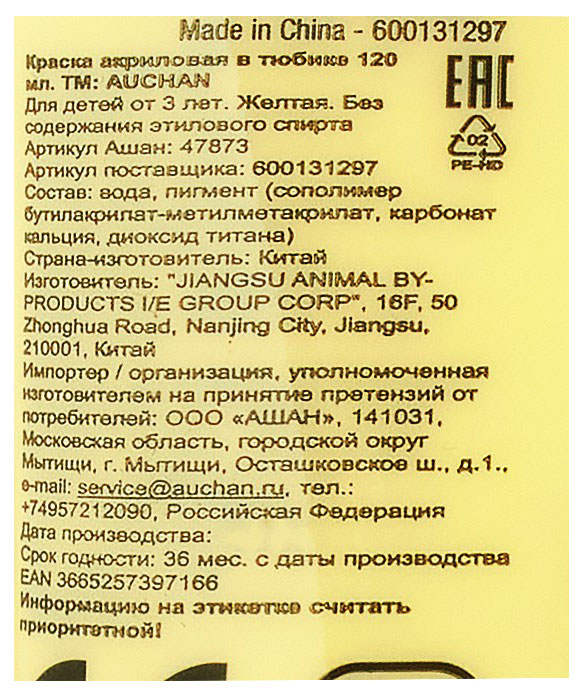 Made in China - 600131297
Краска акриловая в тюбике 120
мл. ТМ: AUCHAN
Для детей от 3 лет. Желтая. Без
содержания этилового спирта
Артикул Ашан: 47873
Артикул поставщика: 600131297
Состав: вода, пигмент (сополимер
бутилакрилат-метилметакрилат, карбонат
кальция, диоксид титана)
Страна-изготовитель: Китай
Изготовитель: "JIANGSU ANIMAL BY-
PRODUCTS I/E GROUP CORP", 16F, 50
Zhonghua Road, Nanjing City, Jiangsu,
210001, Китай
Импортер / организация, уполномоченная
изготовителем на принятие претензий от
потребителей: ООО «АШАН», 141031,
Московская область, городской округ
Мытищи, г. Мытищи, Осташковское ш., д.1.,
e-mail: service@auchan.ru, тел.:
+74957212090, Российская Федерация
Дата производства:
Срок годности: 36 мес. с даты производства
EAN 3665257397166
Информацию на этикетке считать
приоритетной!
EAC
02
PE-HD